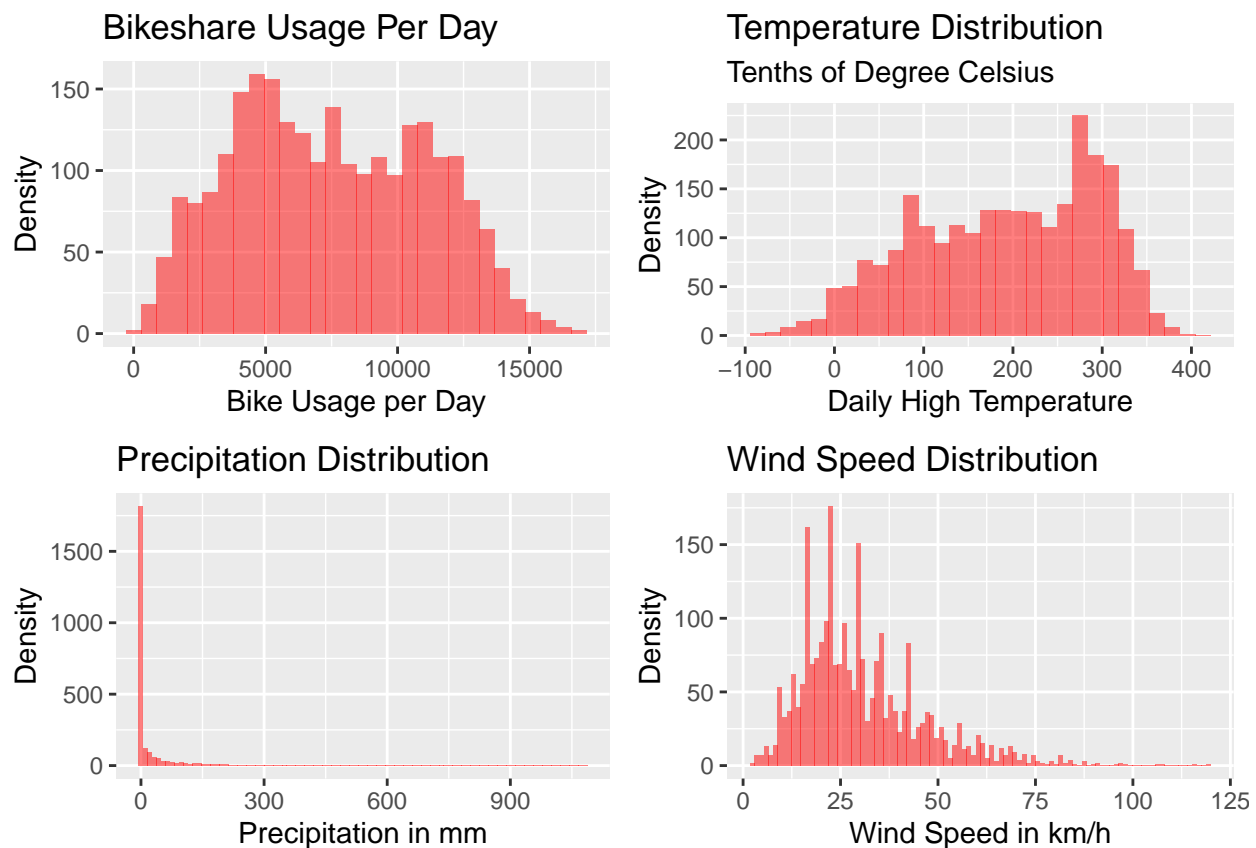 Bikeshare Usage Per Day
150
100
50
0
Density
0 5000 10000 15000
Bike Usage per Day
Temperature Distribution
Tenths of Degree Celsius
200
150
100
50
0
Density
−100 0 100 200 300 400
Daily High Temperature
Precipitation Distribution
1500
1000
500
0
Density
0 300 600 900
Precipitation in mm
Wind Speed Distribution
150
100
50
0
Density
0 25 50 75 100 125
Wind Speed in km/h